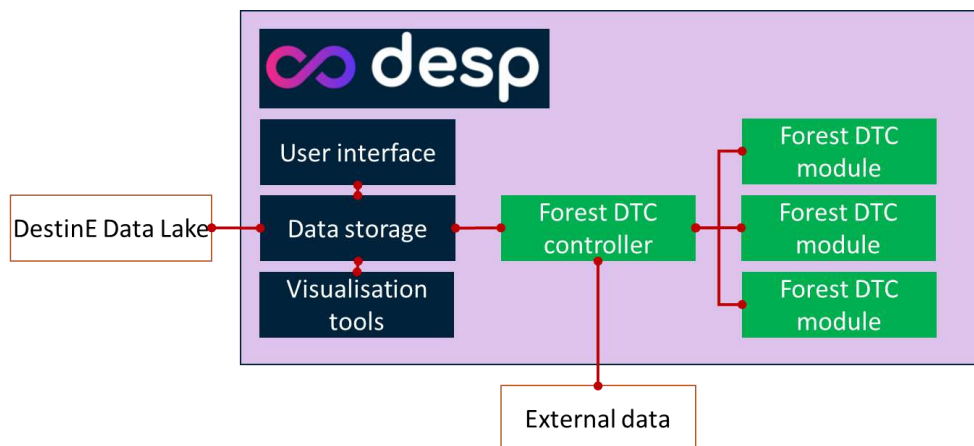 desp
User interface
Forest DTC
module
DestinE Data Lake
Data storage
Forest DTC
controller
Forest DTC
module
Visualisation
tools
Forest DTC
module
External data